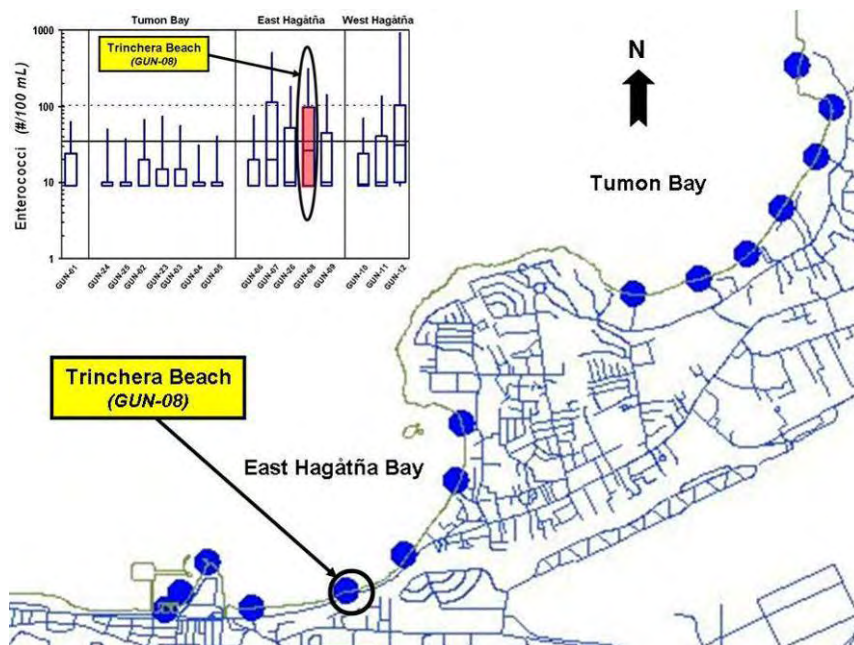 Tumon Bay East Hagåtña West Hagåtña
1000
100
10
1
Enterococi (#/100 mL)
Trinchera Beach
(GUN-08)
GUN-01
GUN-24
GUN-25
GUN-02
GUN-23
GUN-03
GUN-04
GUN-05
GUN-06
GUN-07
GUN-26
GUN-08
GUN-09
GUN-10
GUN-11
GUN-12
N
Tumon Bay
Trinchera Beach
(GUN-08)
East Hagåtña Bay